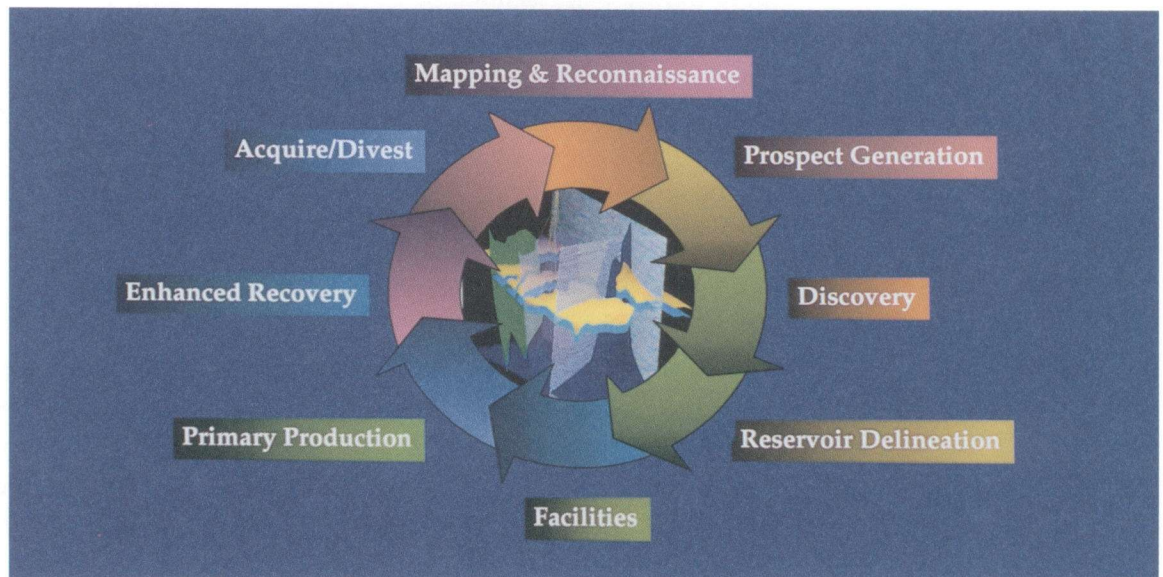 Mapping & Reconnaissance
Prospect Generation
Discovery
Reservoir Delineation
Facilities
Primary Production
Enhanced Recovery
Acquire/Divest